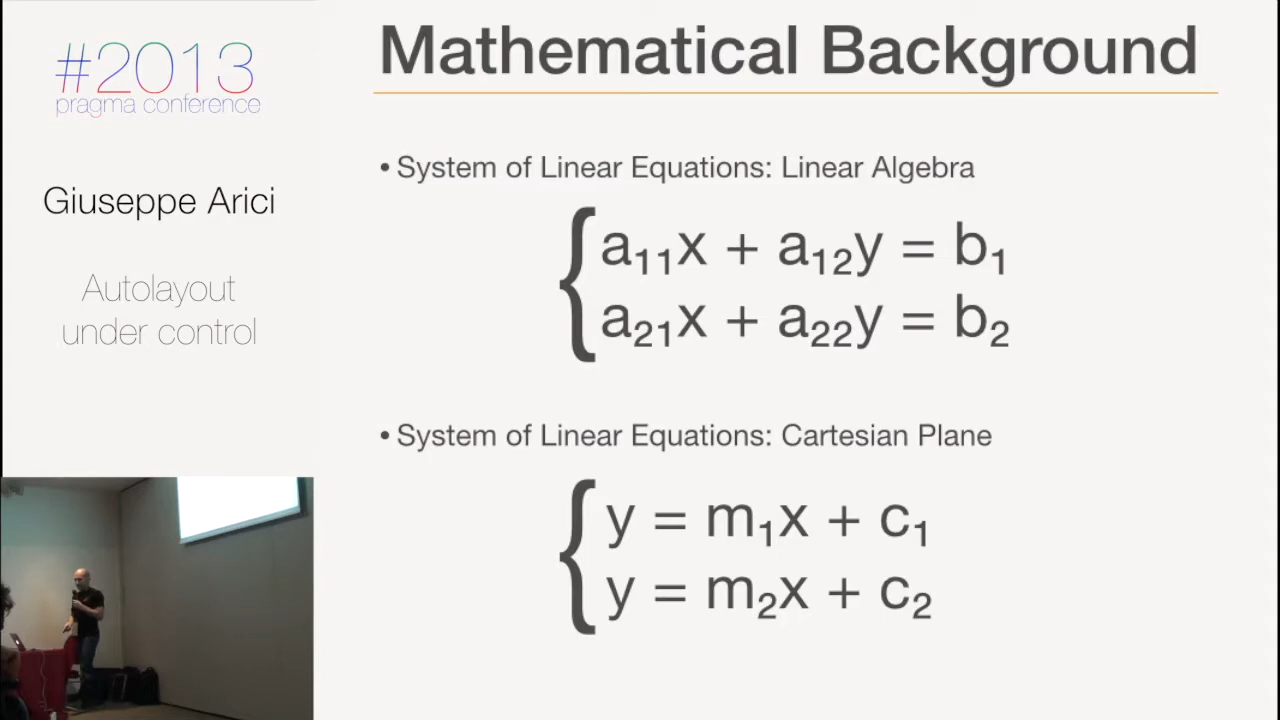 #2013
pragma conference
Giuseppe Arici
Autolayout
under control
Mathematical Background
• System of Linear Equations: Linear Algebra
{ a₁₁x + a₁₂y = b₁
a₂₁x + a₂₂y = b₂
• System of Linear Equations: Cartesian Plane
{ y = m₁x + c₁
y = m₂x + c₂